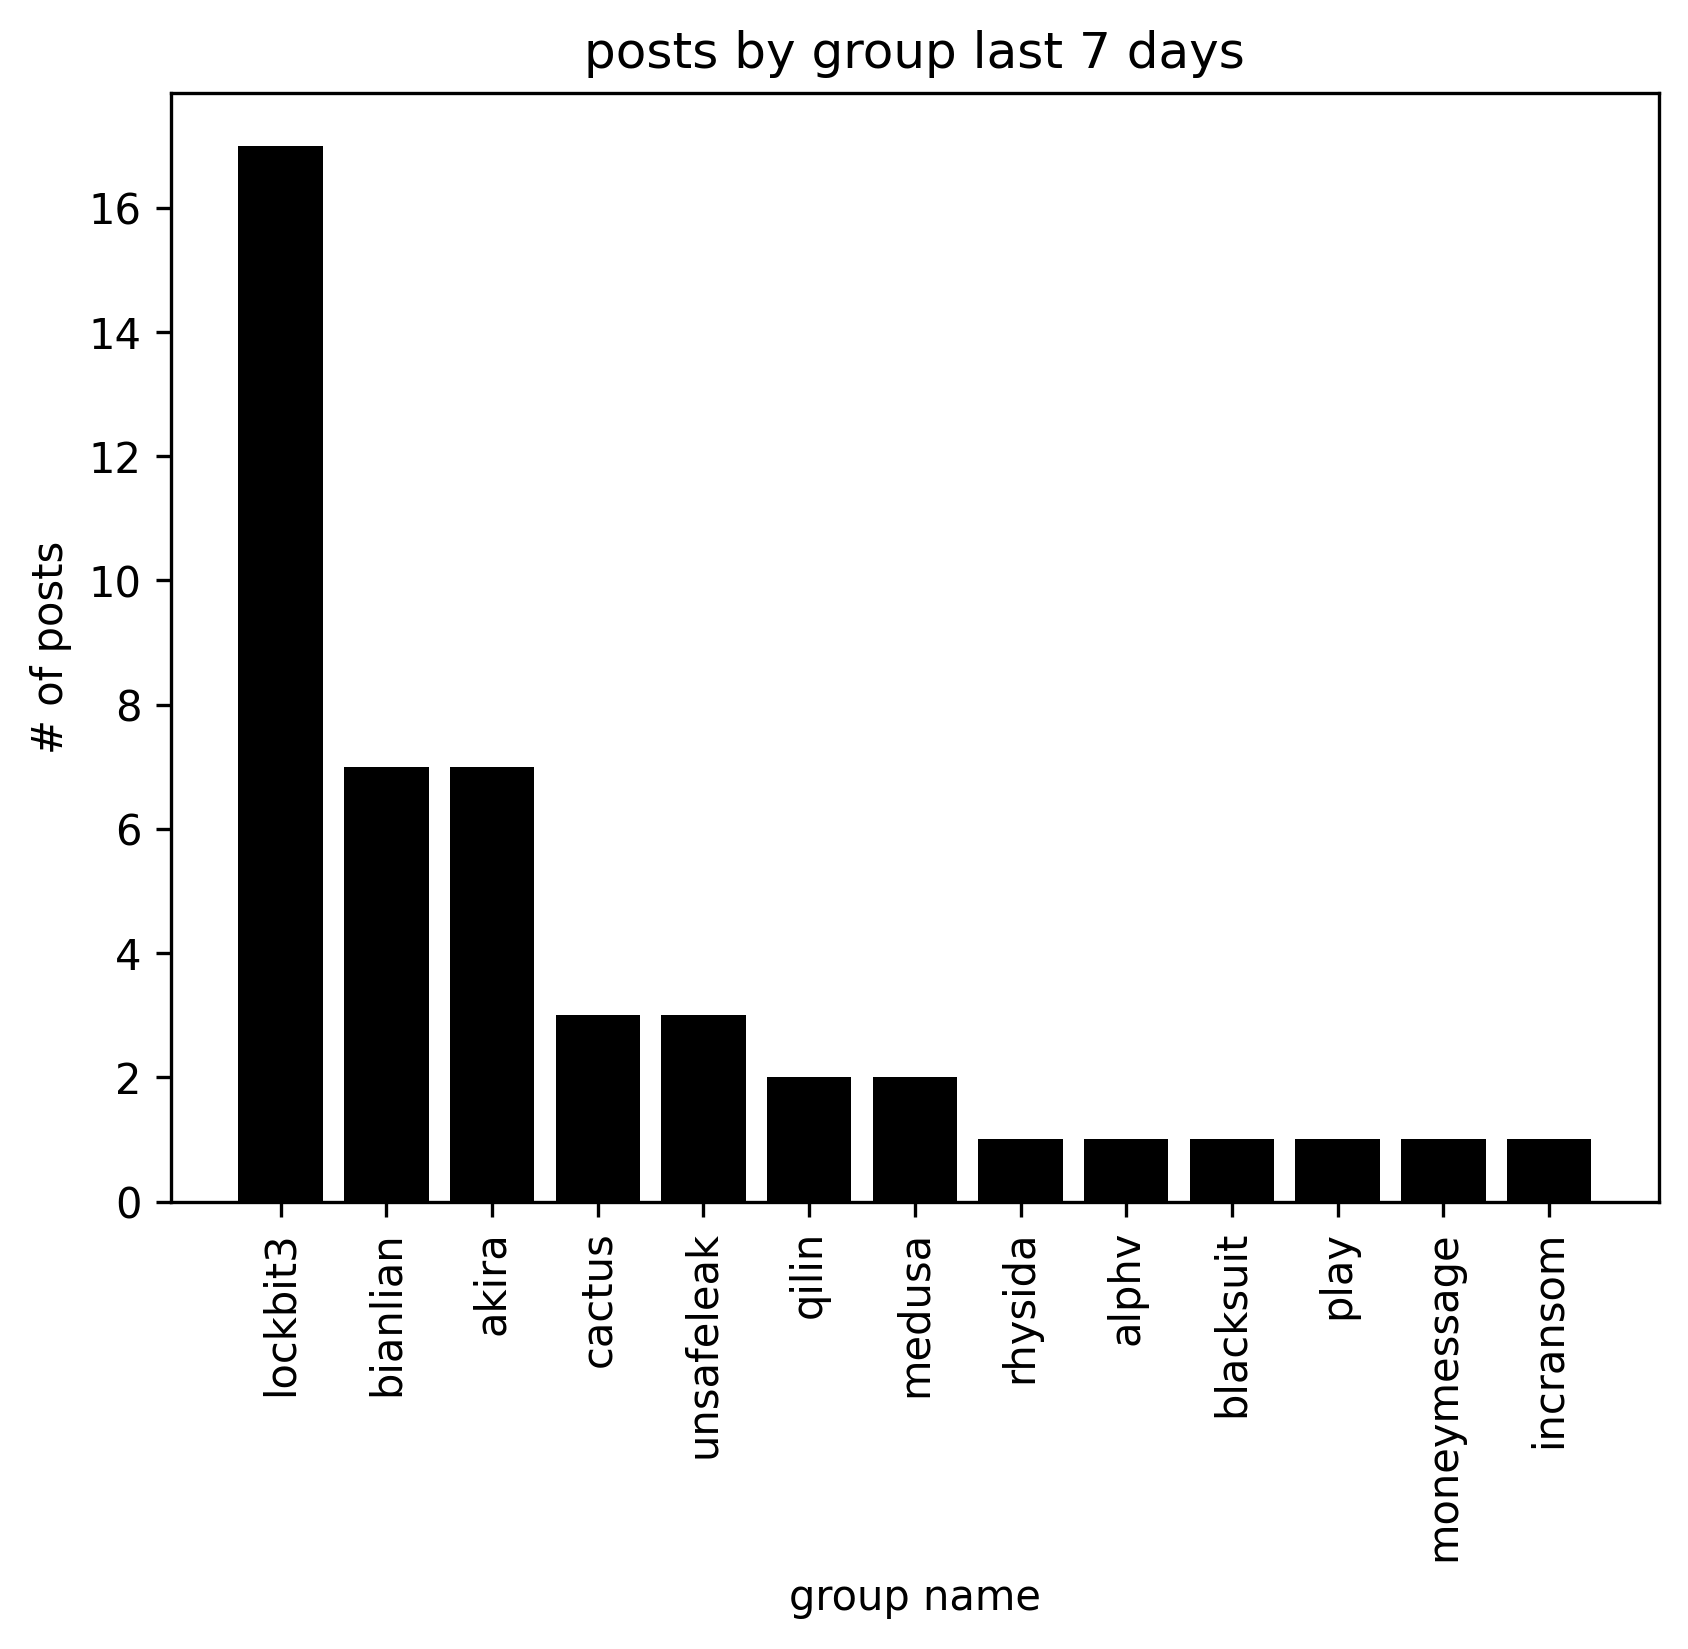 posts by group last 7 days
# of posts
16
14
12
10
8
6
4
2
0
lockbit3
bianlian
akira
cactus
unsafeleak
qilin
medusa
rhysida
alphv
blacksuit
play
moneymessage
incransom
group name